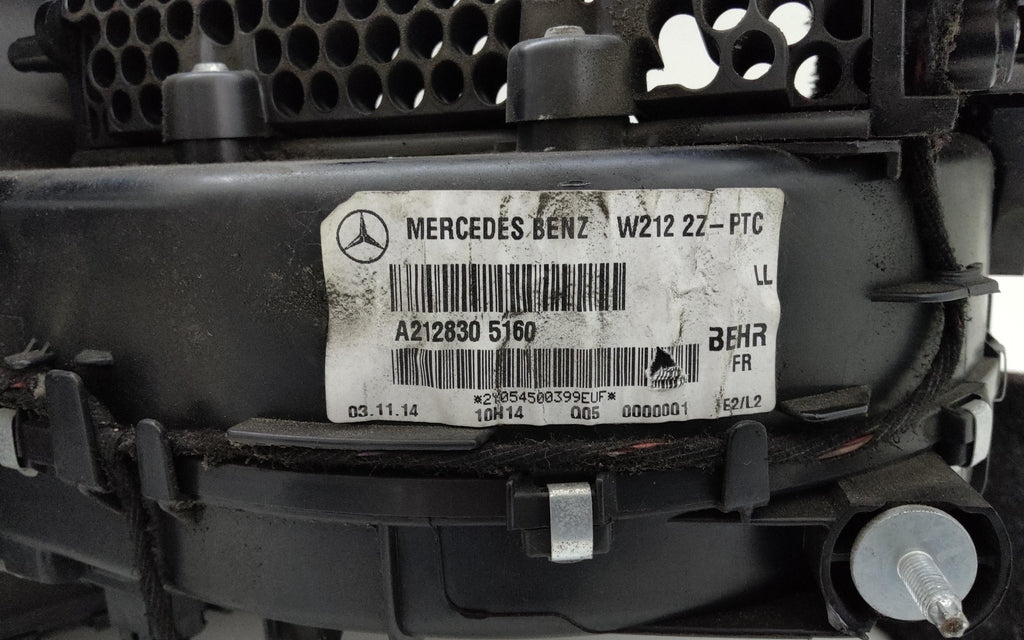 MERCEDES BENZ W212 2Z-PTC
LL
A212830 5160
BEHR
FR
*2Y054500399EUF*
03.11.14 10H14 Q05 0000001 E2/L2